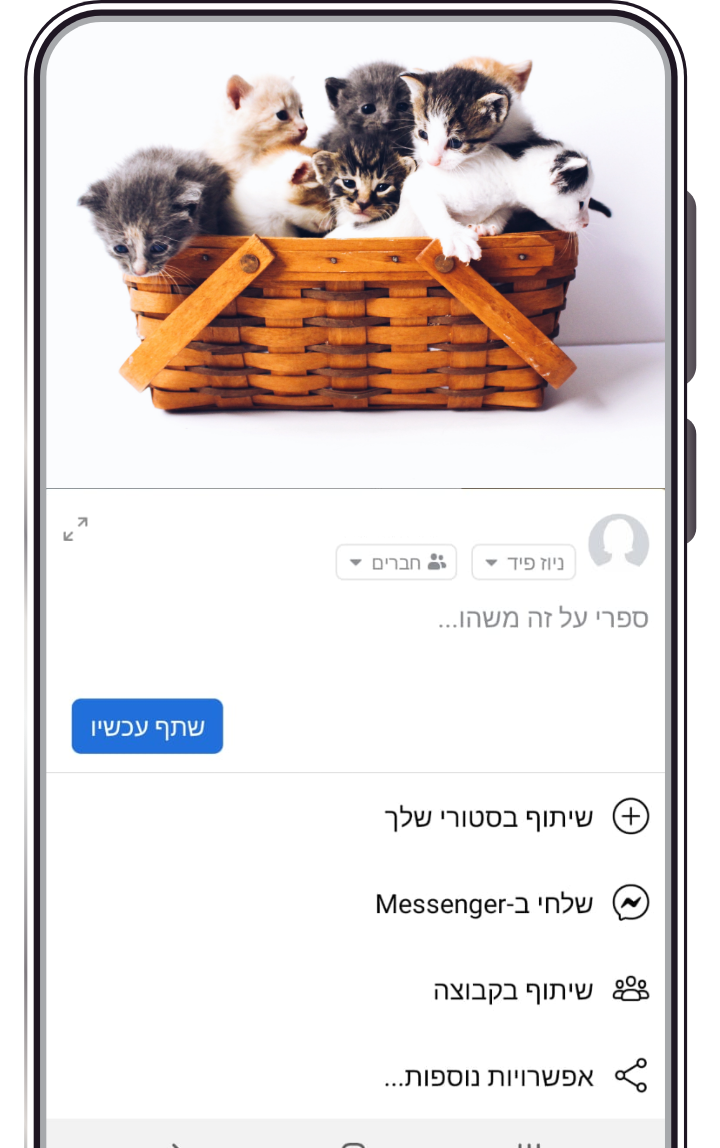 ניוז פיד
חברים
ספרי על זה משהו...
שתף עכשיו
שיתוף בסטורי שלך
שלחי ב-Messenger
שיתוף בקבוצה
אפשרויות נוספות...